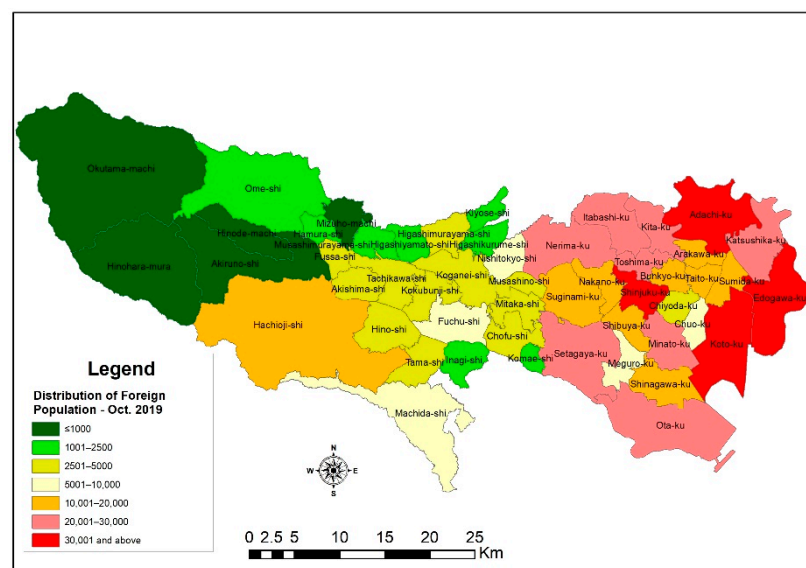 Okutama-machi
Ome-shi
Mizuho-machi
Kiyose-shi
Hinode-machi
Hamura-shi
Higashimurayama-shi
Musashimurayama-shi
Higashiyamato-shi
Higashikurume-shi
Hinohara-mura
Akiruno-shi
Fussa-shi
Nishitokyo-shi
Itabashi-ku
Kita-ku
Adachi-ku
Katsushika-ku
Nerima-ku
Toshima-ku
Arakawa-ku
Tachikawa-shi
Koganei-shi
Musashino-shi
Akishima-shi
Kokubunji-shi
Nakano-ku
Bunkyo-ku
Taito-ku
Sumida-ku
Suginami-ku
Shinjuku-ku
Chiyoda-ku
Edogawa-ku
Hachioji-shi
Hino-shi
Fuchu-shi
Mitaka-shi
Chofu-shi
Shibuya-ku
Chuo-ku
Koto-ku
Minato-ku
Tama-shi
Inagi-shi
Komae-shi
Setagaya-ku
Meguro-ku
Shinagawa-ku
Machida-shi
Ota-ku
Legend
Distribution of Foreign
Population - Oct. 2019
≤1000
1001–2500
2501–5000
5001–10,000
10,001–20,000
20,001–30,000
30,001 and above
N
W E
S
0 2.5 5 10 15 20 25
Km